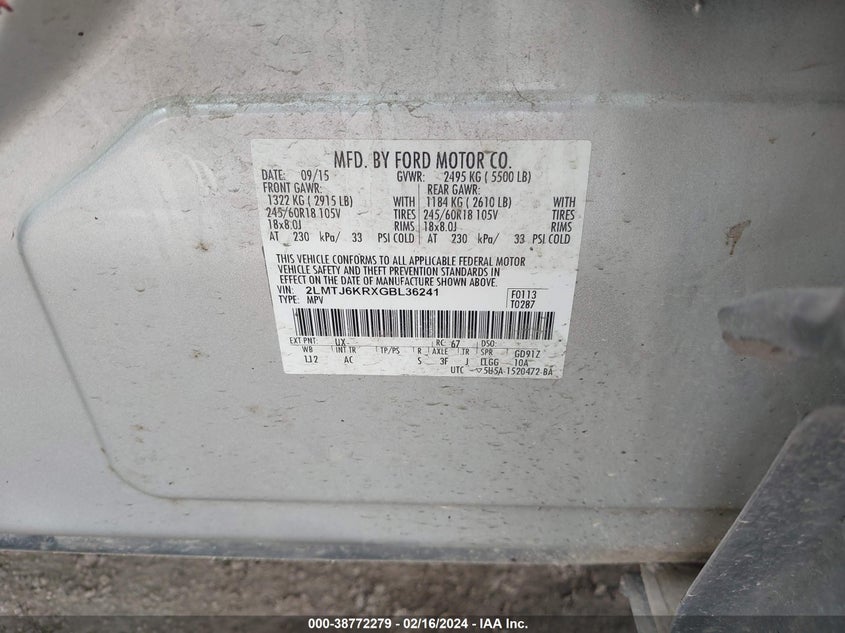 MFD. BY FORD MOTOR CO.
DATE: 09/15 GVWR: 2495 KG ( 5500 LB)
FRONT GAWR: REAR GAWR:
1322 KG ( 2915 LB) WITH 1184 KG ( 2610 LB) WITH
245/60R18 105V TIRES 245/60R18 105V TIRES
18x8.0J RIMS 18x8.0J RIMS
AT 230 kPa/ 33 PSI COLD AT 230 kPa/ 33 PSI COLD
THIS VEHICLE CONFORMS TO ALL APPLICABLE FEDERAL MOTOR
VEHICLE SAFETY AND THEFT PREVENTION STANDARDS IN
EFFECT ON THE DATE OF MANUFACTURE SHOWN ABOVE.
VIN: 2LMTJ6KRXGBL36241 F0113
TYPE: MPV T0287
EXT PNT: UX RC: 67 DSO:
WB INT TR TP/PS R AXLE TR SPR GD91Z
112 AC S 3F J 10A
UTC
000-38772279 - 02/16/2024 - IAAI.com